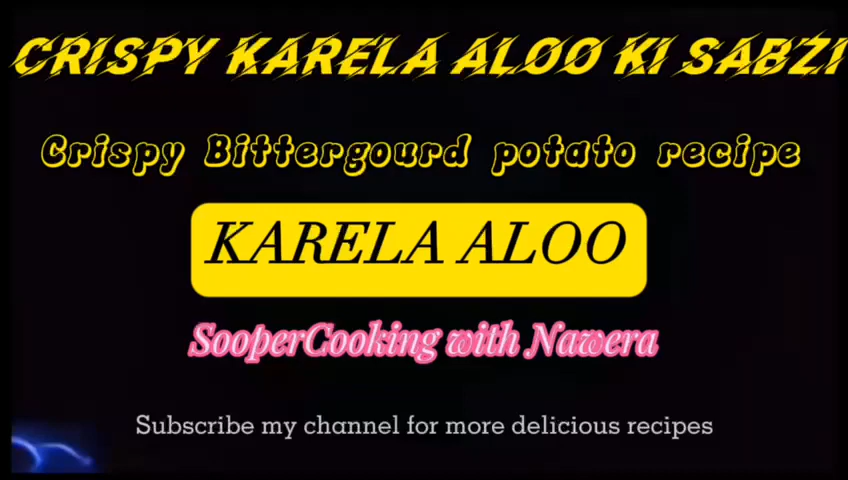 CRISPY KARELA ALOO KI SABZI
Crispy Bittergourd potato recipe
KARELA ALOO
SooperCooking with Nawera
Subscribe my channel for more delicious recipes